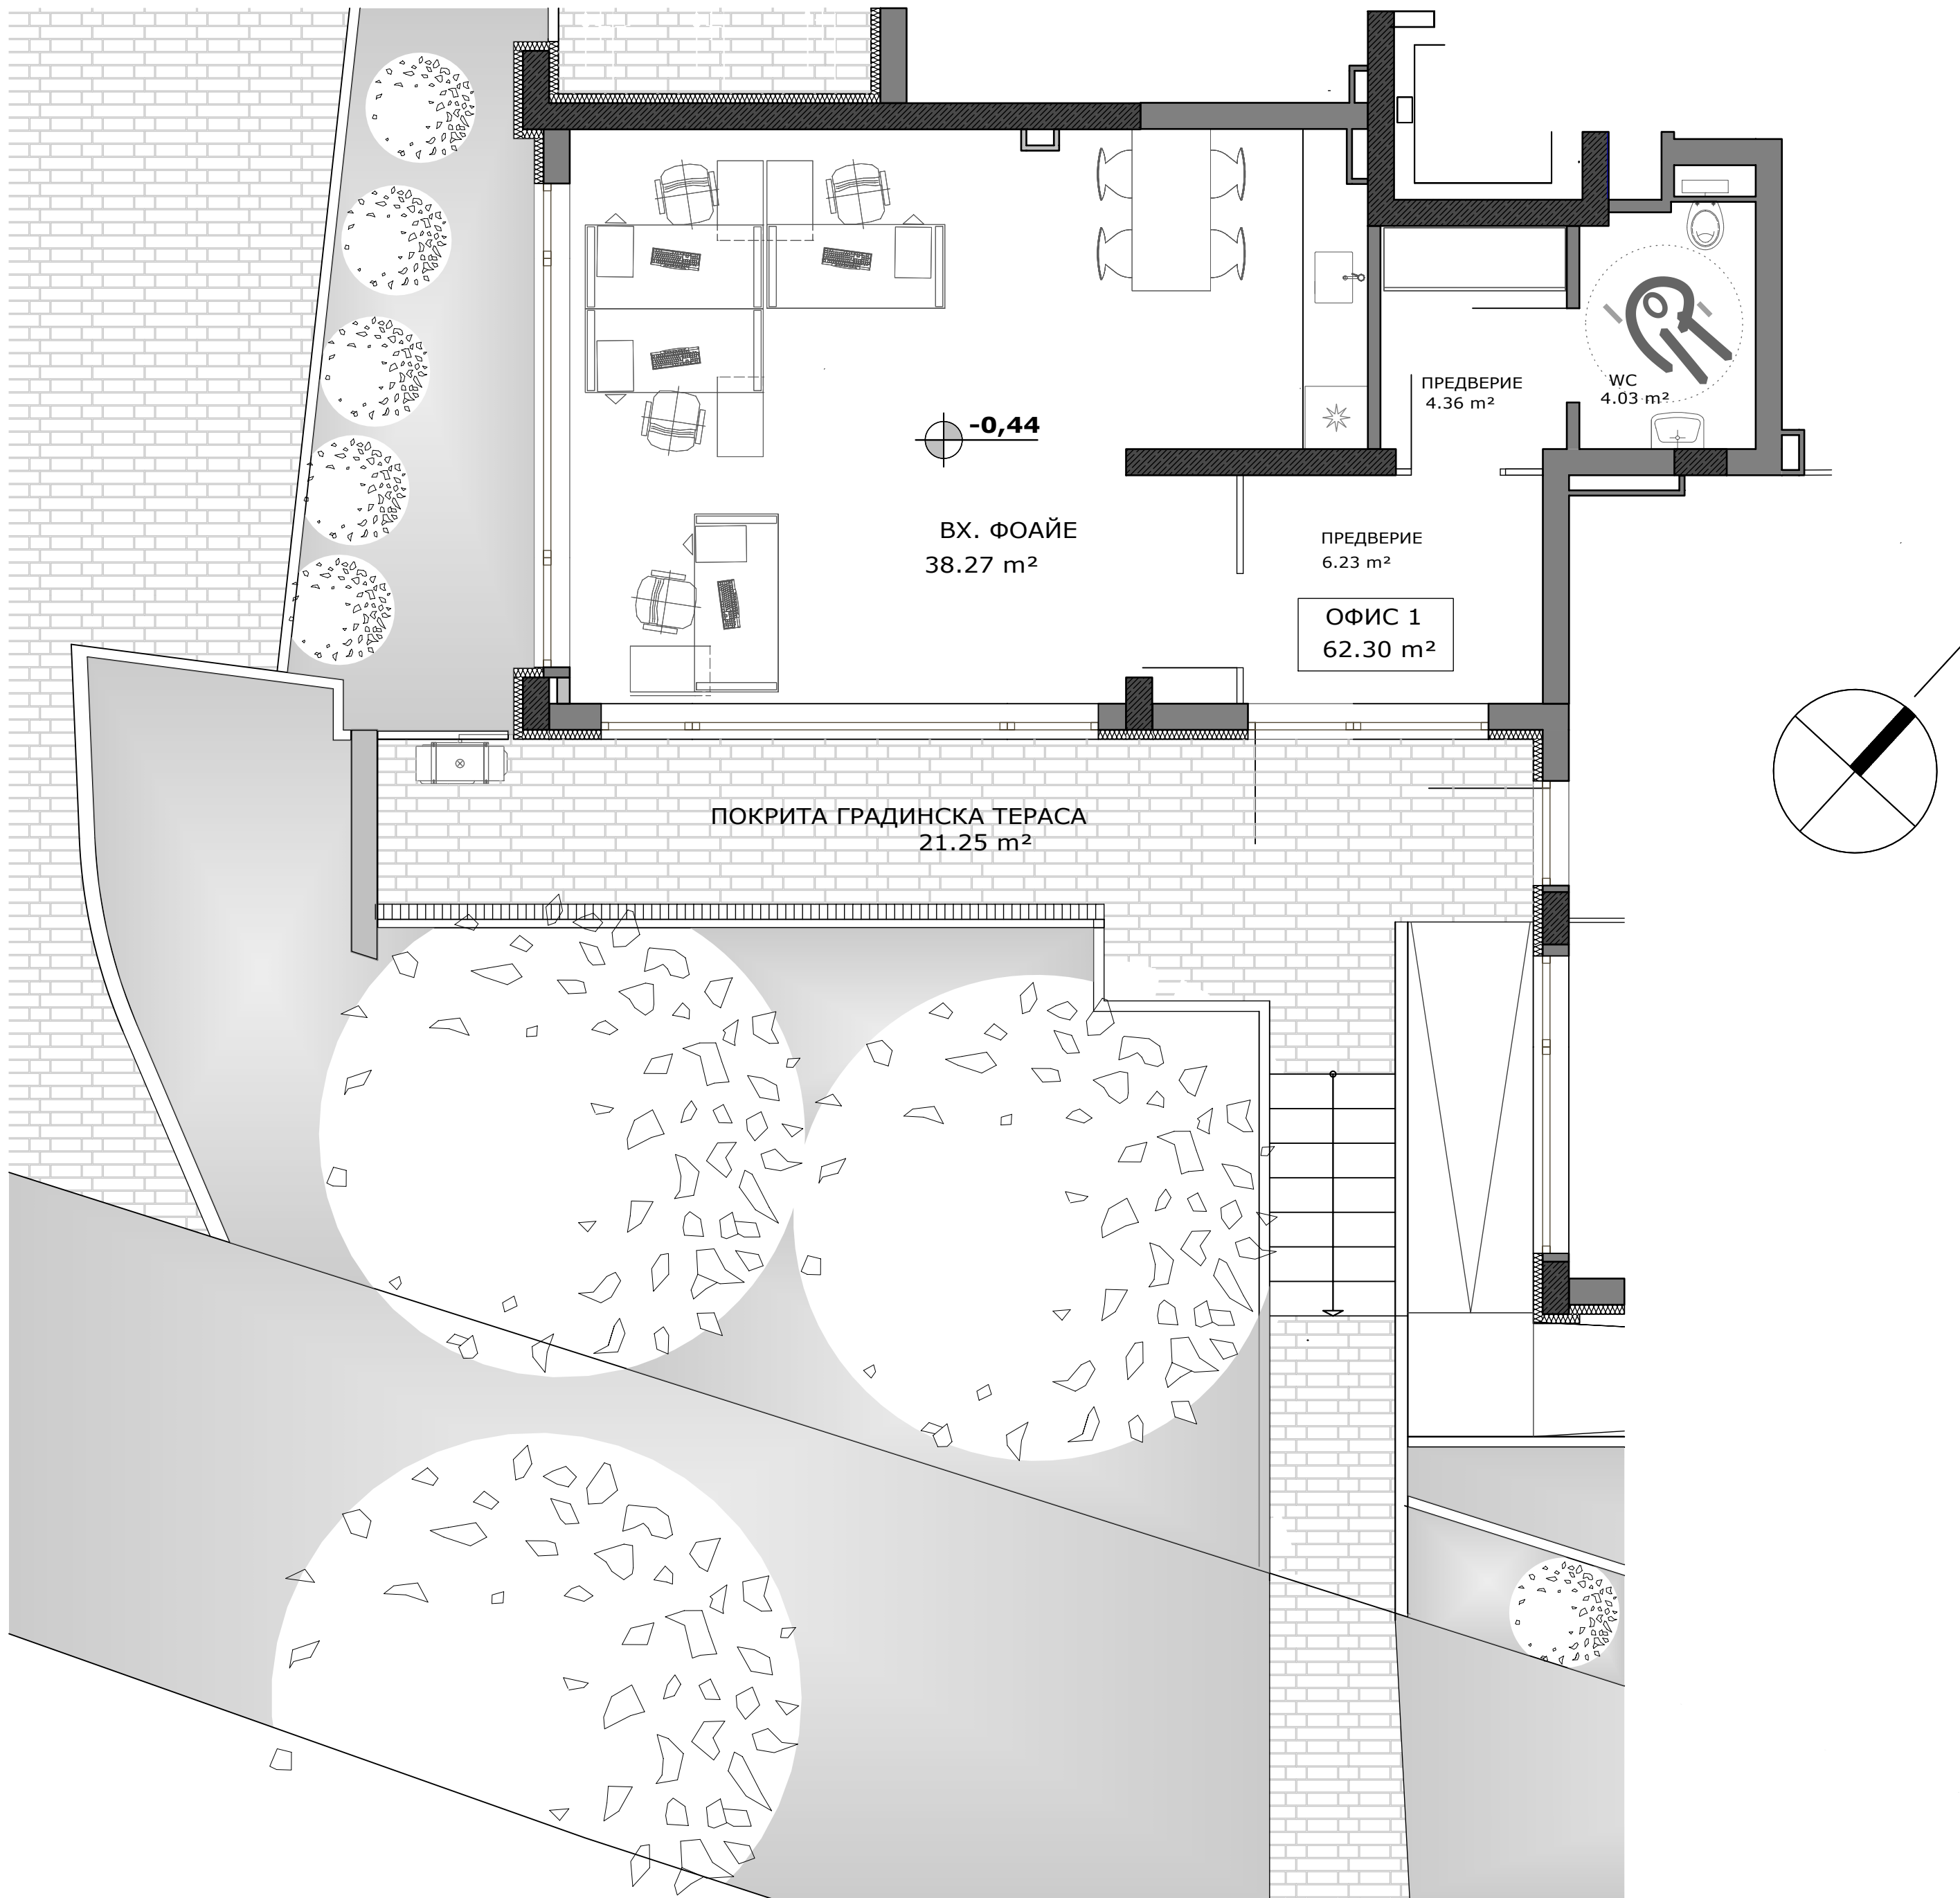 ПРЕДВЕРИЕ
4.36 m²
WC
4.03 m²
-0,44
ВХ. ФОАЙЕ
38.27 m²
ПРЕДВЕРИЕ
6.23 m²
ОФИС 1
62.30 m²
ПОКРИТА ГРАДИНСКА ТЕРАСА
21.25 m²